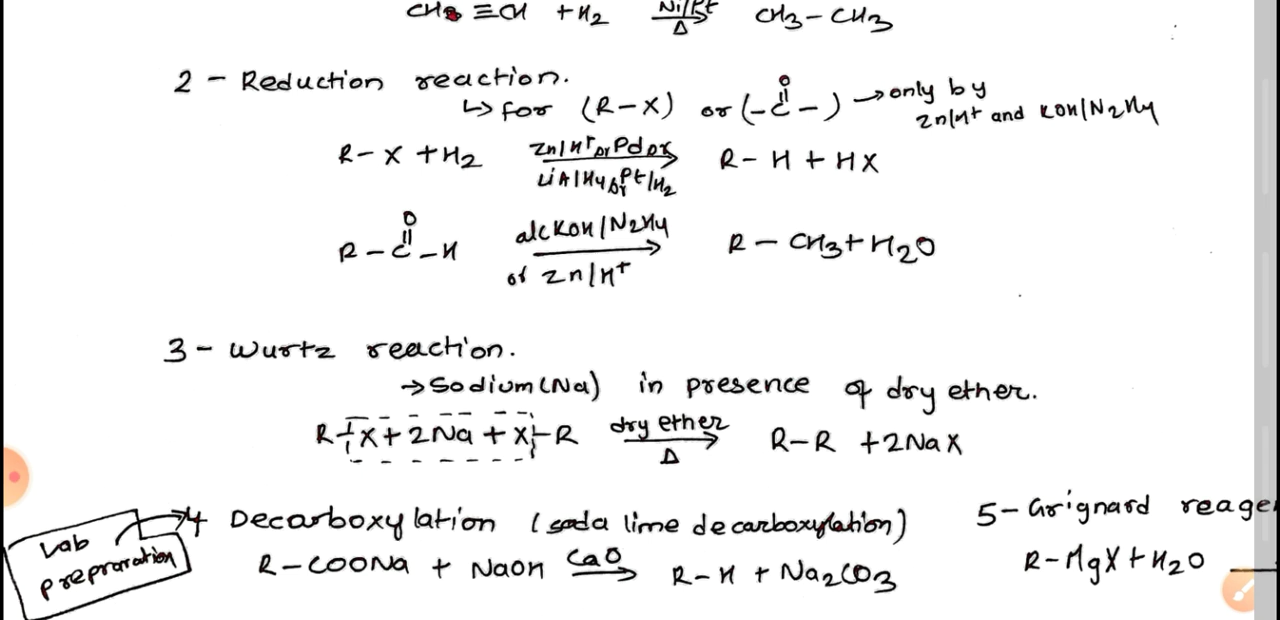 CH ≡ CH + H2 Ni/Pt Δ CH3 - CH3
2 - Reduction reaction.
↳ for (R-X) or (-C-) → only by
O
Zn/H+ and KOH/N2H4
R-X + H2 Zn/H+ or Pd or LiAlH4 or Pt/H2 R-H + HX
O
R-C-H alc KOH/N2H4 or Zn/H+ R-CH3 + H2O
3 - Wurtz reaction.
→ Sodium (Na) in presence of dry ether.
R-X + 2Na + X-R dry ether Δ R-R + 2NaX
Lab preparation
4 Decarboxylation (soda lime decarboxylation)
R-COONa + NaOH CaO R-H + Na2CO3
5 - Grignard reage
R-MgX + H2O